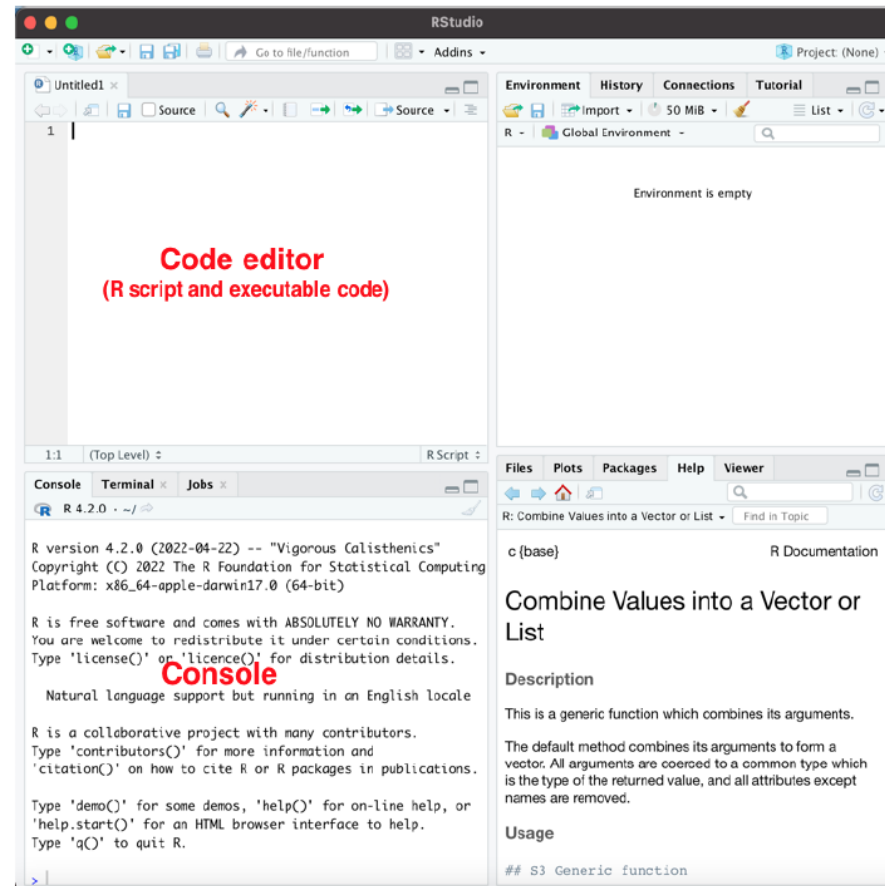 RStudio
Go to file/function
Addins
Project: (None)
Untitled1
Source
Source
1
Code editor
(R script and executable code)
1:1 (Top Level)
R Script
Environment History Connections Tutorial
Import
50 MiB
List
R
Global Environment
Environment is empty
Console Terminal Jobs
R 4.2.0 · ~/
R version 4.2.0 (2022-04-22) -- "Vigorous Calisthenics"
Copyright (C) 2022 The R Foundation for Statistical Computing
Platform: x86_64-apple-darwin17.0 (64-bit)
R is free software and comes with ABSOLUTELY NO WARRANTY.
You are welcome to redistribute it under certain conditions.
Type 'license()' or 'licence()' for distribution details.
Console
Natural language support but running in an English locale
R is a collaborative project with many contributors.
Type 'contributors()' for more information and
'citation()' on how to cite R or R packages in publications.
Type 'demo()' for some demos, 'help()' for on-line help, or
'help.start()' for an HTML browser interface to help.
Type 'q()' to quit R.
>
Files Plots Packages Help Viewer
R: Combine Values into a Vector or List
Find in Topic
c {base}
R Documentation
Combine Values into a Vector or
List
Description
This is a generic function which combines its arguments.
The default method combines its arguments to form a
vector. All arguments are coerced to a common type which
is the type of the returned value, and all attributes except
names are removed.
Usage
## S3 Generic function